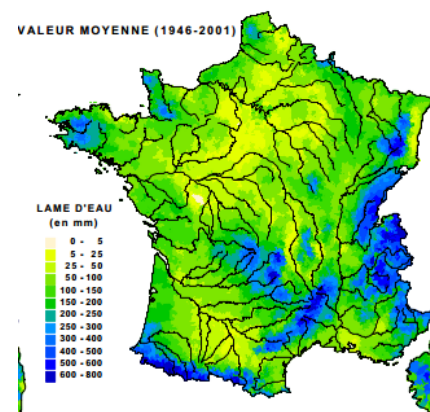 VALEUR MOYENNE (1946-2001)
LAME D'EAU
(en mm)
0 - 5
5 - 25
25 - 50
50 - 100
100 - 150
150 - 200
200 - 250
250 - 300
300 - 400
400 - 500
500 - 600
600 - 800